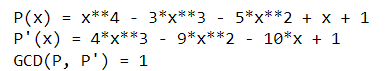 P(x) = x**4 - 3*x**3 - 5*x**2 + x + 1
P'(x) = 4*x**3 - 9*x**2 - 10*x + 1
GCD(P, P') = 1